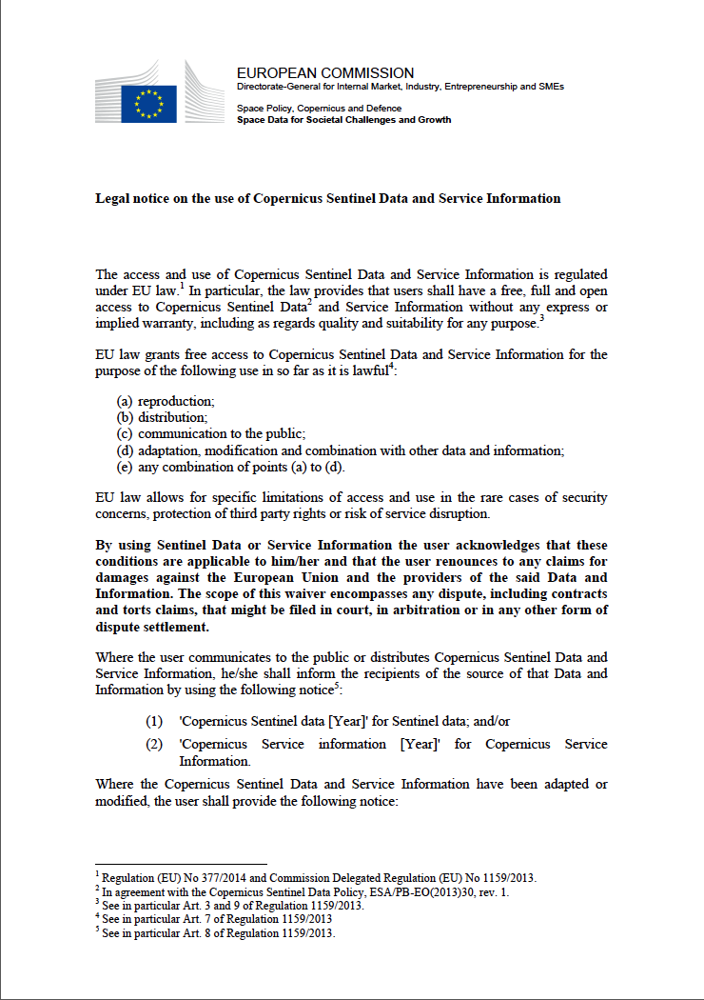 EUROPEAN COMMISSION
Directorate-General for Internal Market, Industry, Entrepreneurship and SMEs
Space Policy, Copernicus and Defence
Space Data for Societal Challenges and Growth
Legal notice on the use of Copernicus Sentinel Data and Service Information
The access and use of Copernicus Sentinel Data and Service Information is regulated
under EU law.1 In particular, the law provides that users shall have a free, full and open
access to Copernicus Sentinel Data2 and Service Information without any express or
implied warranty, including as regards quality and suitability for any purpose.3
EU law grants free access to Copernicus Sentinel Data and Service Information for the
purpose of the following use in so far as it is lawful4:
(a) reproduction;
(b) distribution;
(c) communication to the public;
(d) adaptation, modification and combination with other data and information;
(e) any combination of points (a) to (d).
EU law allows for specific limitations of access and use in the rare cases of security
concerns, protection of third party rights or risk of service disruption.
By using Sentinel Data or Service Information the user acknowledges that these
conditions are applicable to him/her and that the user renounces to any claims for
damages against the European Union and the providers of the said Data and
Information. The scope of this waiver encompasses any dispute, including contracts
and torts claims, that might be filed in court, in arbitration or in any other form of
dispute settlement.
Where the user communicates to the public or distributes Copernicus Sentinel Data and
Service Information, he/she shall inform the recipients of the source of that Data and
Information by using the following notice5:
(1) 'Copernicus Sentinel data [Year]' for Sentinel data; and/or
(2) 'Copernicus Service information [Year]' for Copernicus Service
Information.
Where the Copernicus Sentinel Data and Service Information have been adapted or
modified, the user shall provide the following notice:
1 Regulation (EU) No 377/2014 and Commission Delegated Regulation (EU) No 1159/2013.
2 In agreement with the Copernicus Sentinel Data Policy, ESA/PB-EO(2013)30, rev. 1.
3 See in particular Art. 3 and 9 of Regulation 1159/2013.
4 See in particular Art. 7 of Regulation 1159/2013
5 See in particular Art. 8 of Regulation 1159/2013.